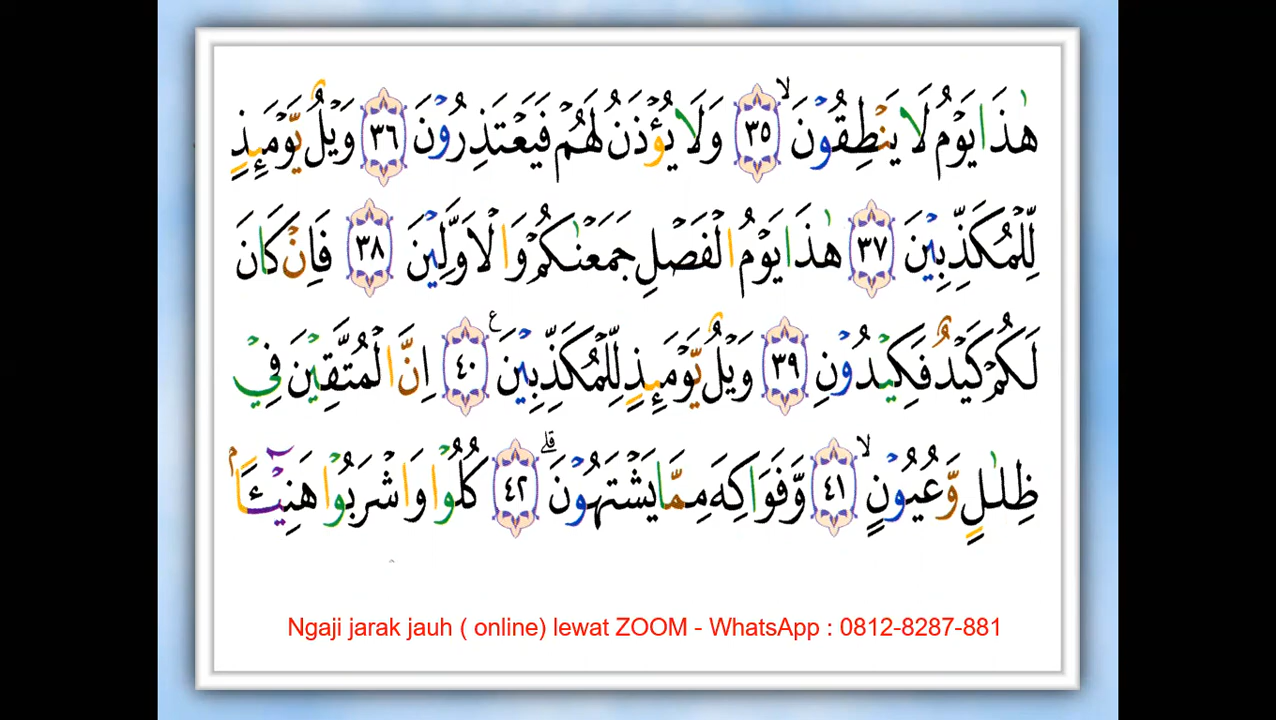 هٰذَا يَوْمُ لَا يَنْطِقُوْنَۙ ٣٥ وَلَا يُؤْذَنُ لَهُمْ فَيَعْتَذِرُوْنَ ٣٦ وَيْلٌ يَّوْمَىِٕذٍ
لِّلْمُكَذِّبِيْنَ ٣٧ هٰذَا يَوْمُ الْفَصْلِ جَمَعْنٰكُمْ وَالْاَوَّلِيْنَ ٣٨ فَاِنْ كَانَ
لَكُمْ كَيْدٌ فَكِيْدُوْنِ ٣٩ وَيْلٌ يَّوْمَىِٕذٍ لِّلْمُكَذِّبِيْنَ ࣖ ٤٠ اِنَّ الْمُتَّقِيْنَ فِيْ
ظِلٰلٍ وَّعُيُوْنٍۙ ٤١ وَّفَوَاكِهَ مِمَّا يَشْتَهُوْنَۗ ٤٢ كُلُوْا وَاشْرَبُوْا هَنِيْۤـًٔاۢ
Ngaji jarak jauh ( online) lewat ZOOM - WhatsApp : 0812-8287-881